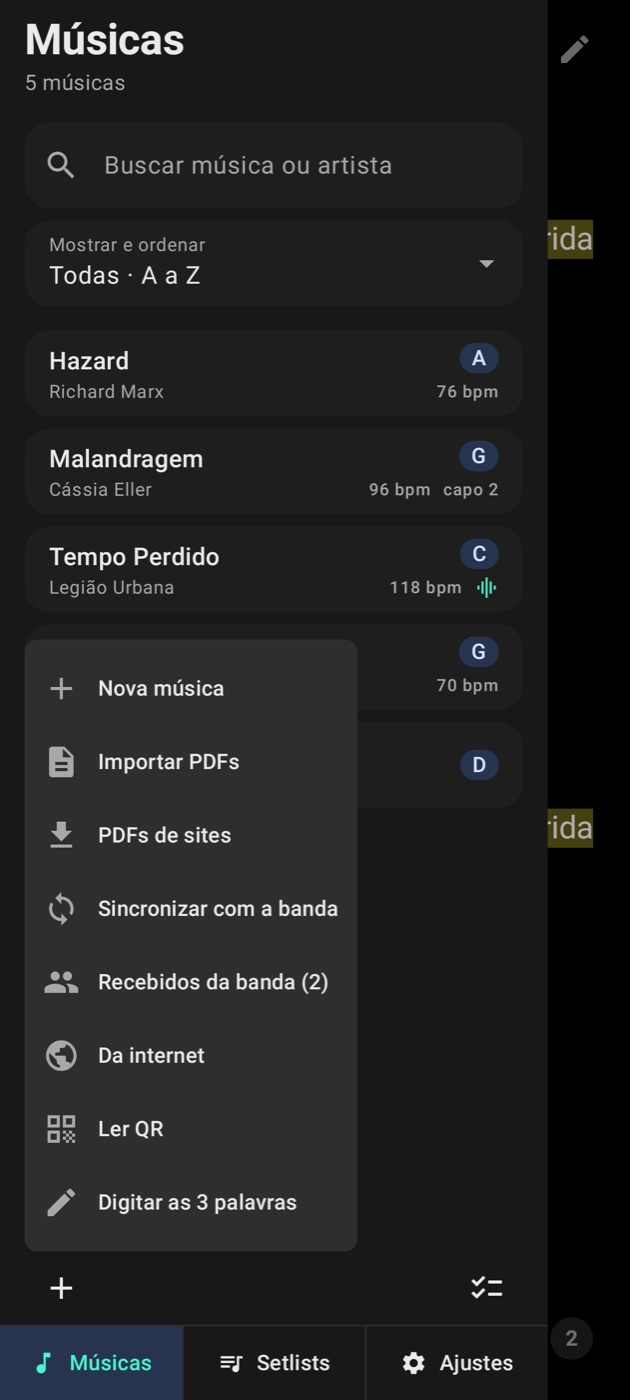 Músicas
5 músicas
Buscar música ou artista
Mostrar e ordenar
Todas · A a Z
Hazard
A
Richard Marx
76 bpm
Malandragem
G
Cássia Eller
96 bpm capo 2
Tempo Perdido
C
Legião Urbana
118 bpm
G
70 bpm
D
Nova música
Importar PDFs
PDFs de sites
Sincronizar com a banda
Recebidos da banda (2)
Da internet
Ler QR
Digitar as 3 palavras
Músicas
Setlists
Ajustes
rida
rida
2